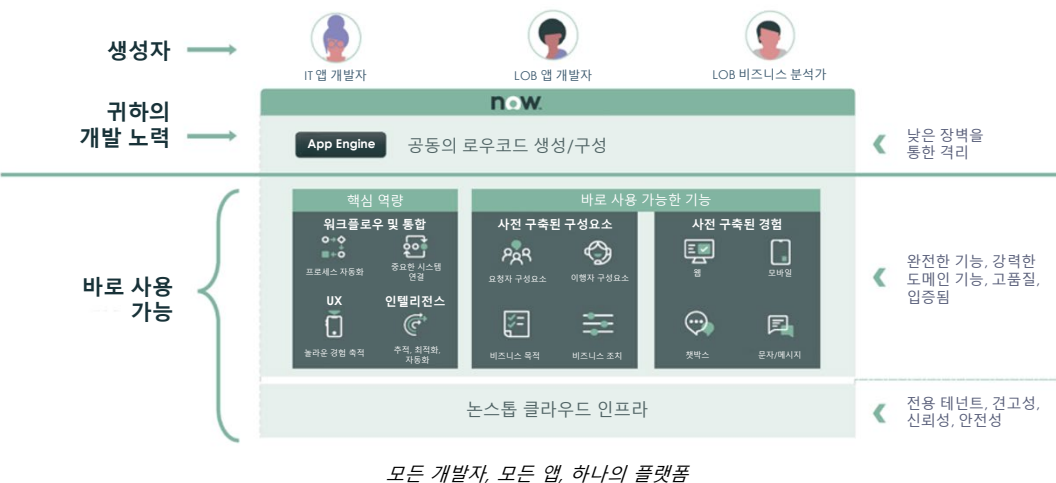 생성자
IT 앱 개발자
LOB 앱 개발자
LOB 비즈니스 분석가
귀하의
개발 노력
now.
App Engine
공동의 로우코드 생성/구성
낮은 장벽을
통한 격리
바로 사용
가능
핵심 역량
바로 사용 가능한 기능
워크플로우 및 통합
사전 구축된 구성요소
사전 구축된 경험
프로세스 자동화
중요한 시스템
연결
요청자 구성요소
이행자 구성요소
웹
모바일
UX
인텔리전스
놀라운 경험 축적
추적, 최적화,
자동화
비즈니스 목적
비즈니스 조치
챗박스
문자/메시지
완전한 기능, 강력한
도메인 기능, 고품질,
입증됨
논스톱 클라우드 인프라
전용 테넌트, 견고성,
신뢰성, 안전성
모든 개발자, 모든 앱, 하나의 플랫폼